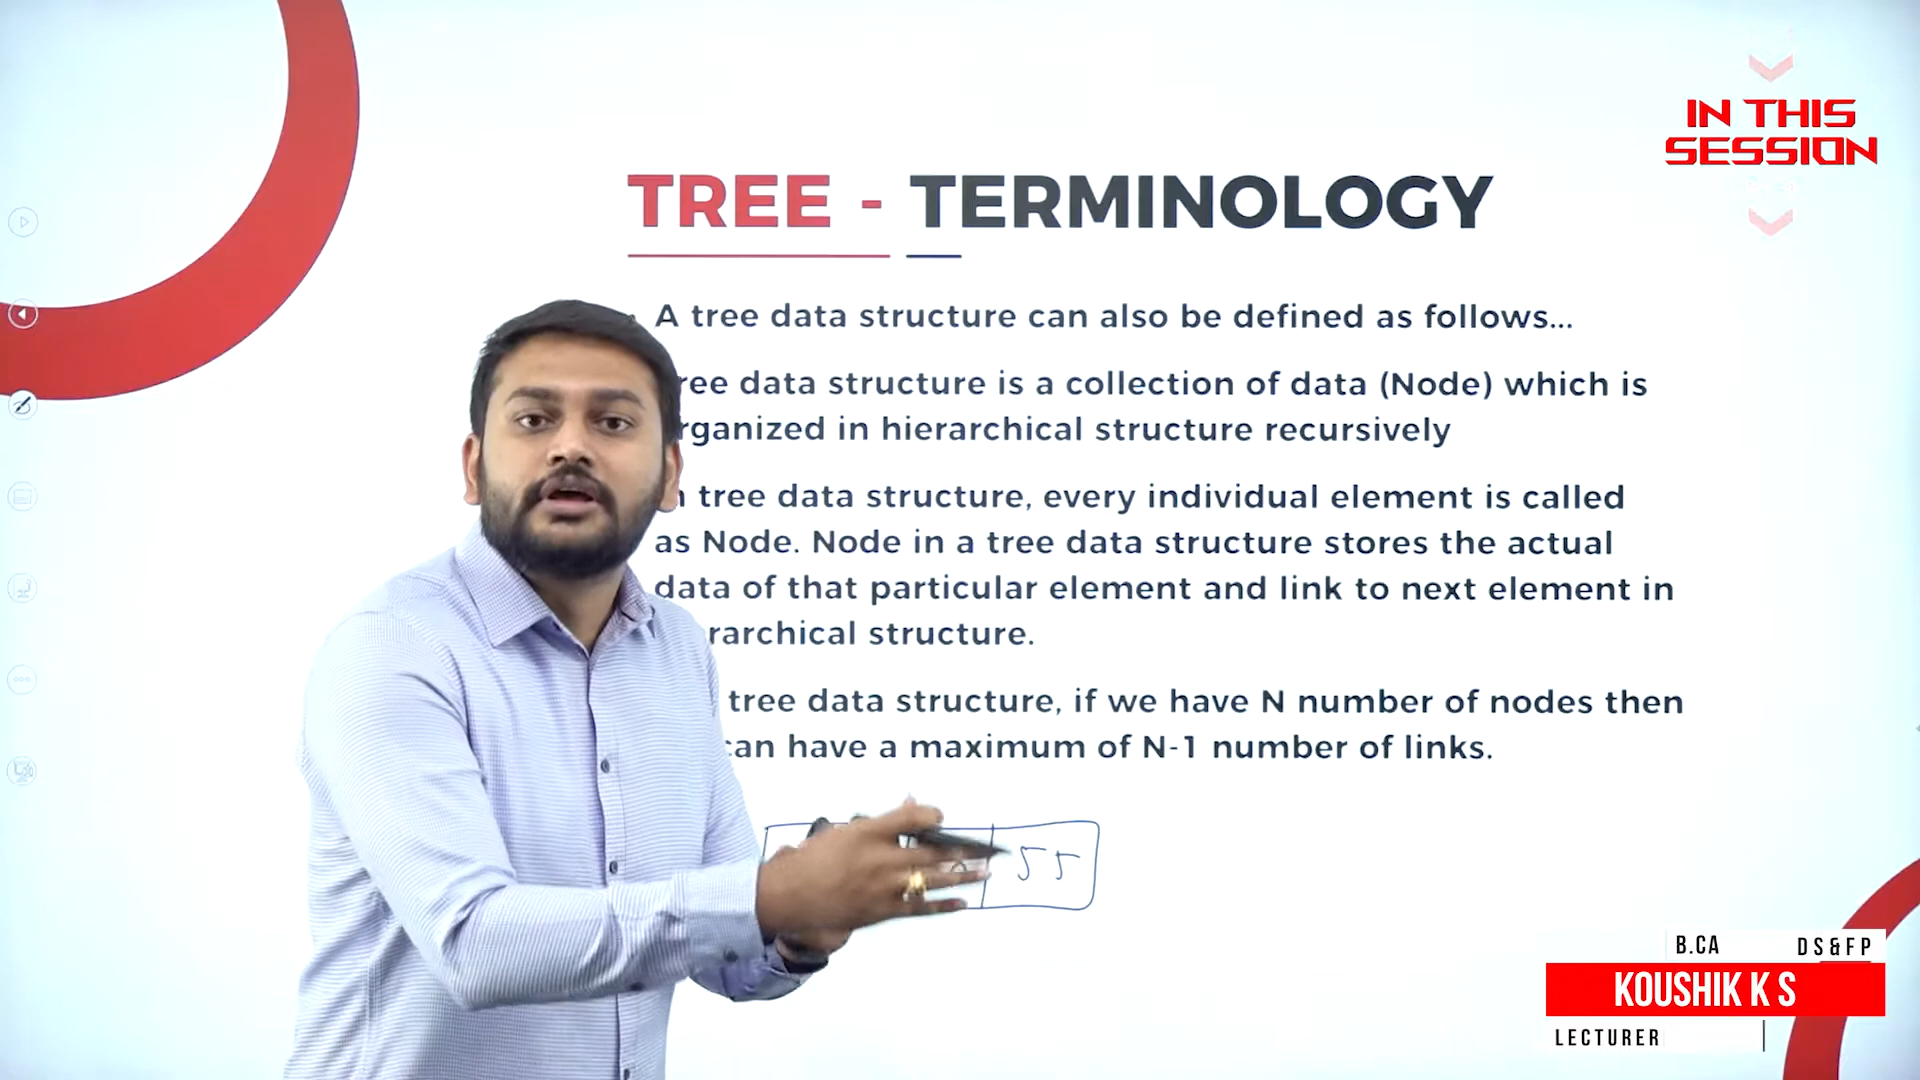 IN THIS
SESSION
TREE - TERMINOLOGY
A tree data structure can also be defined as follows...
ree data structure is a collection of data (Node) which is
rganized in hierarchical structure recursively
tree data structure, every individual element is called
as Node. Node in a tree data structure stores the actual
data of that particular element and link to next element in
rarchical structure.
tree data structure, if we have N number of nodes then
can have a maximum of N-1 number of links.
55
B.CA DS&FP
KOUSHIK K S
LECTURER